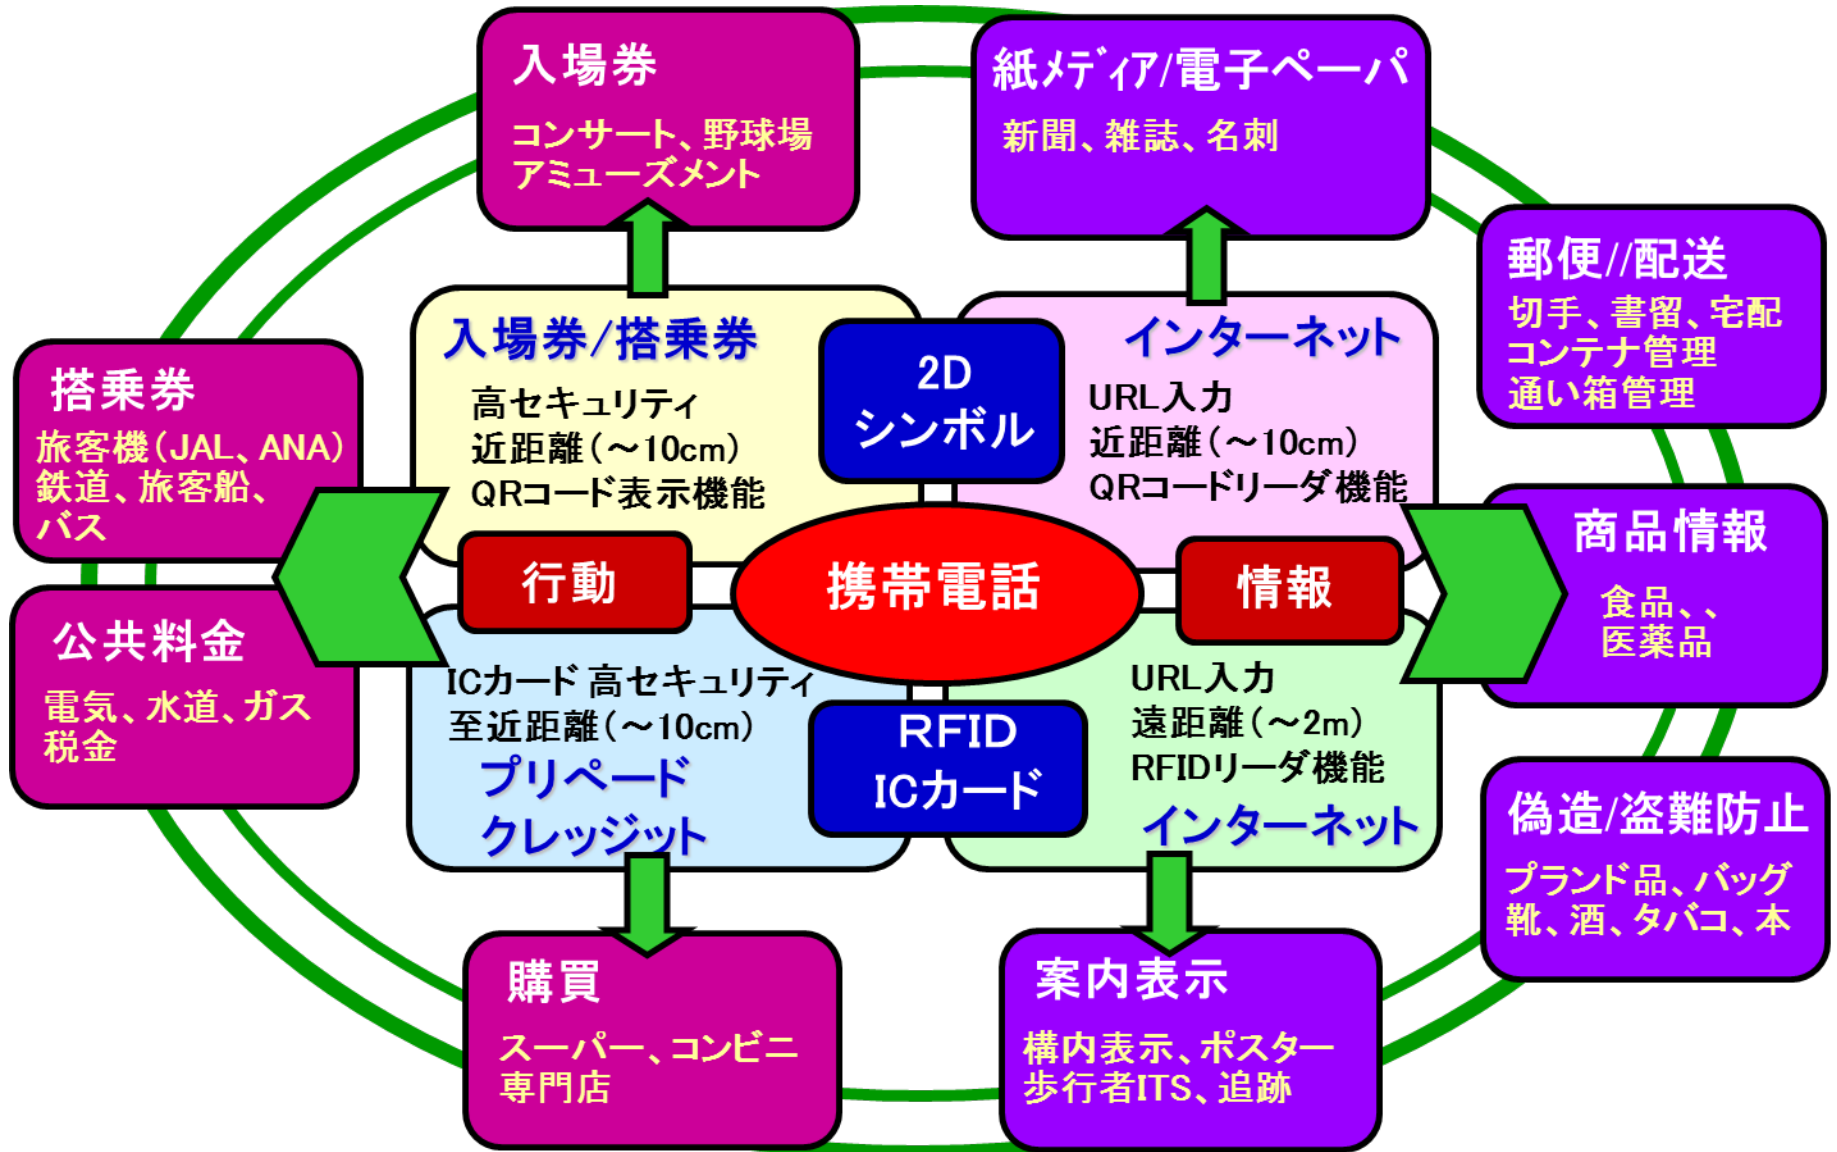 入場券
コンサート、野球場
アミューズメント
紙ﾒﾃﾞｨｱ/電子ペーパ
新聞、雑誌、名刺
郵便//配送
切手、書留、宅配
コンテナ管理
通い箱管理
搭乗券
旅客機(JAL、ANA)
鉄道、旅客船、
バス
入場券/搭乗券
高セキュリティ
近距離(～10cm)
QRコード表示機能
2D
シンボル
インターネット
URL入力
近距離(～10cm)
QRコードリーダ機能
商品情報
食品、、
医薬品
行動
携帯電話
情報
公共料金
電気、水道、ガス
税金
ICカード 高セキュリティ
至近距離(～10cm)
プリペード
クレッジット
RFID
ICカード
URL入力
遠距離(～2m)
RFIDリーダ機能
インターネット
偽造/盗難防止
ブランド品、バッグ
靴、酒、タバコ、本
購買
スーパー、コンビニ
専門店
案内表示
構内表示、ポスター
歩行者ITS、追跡